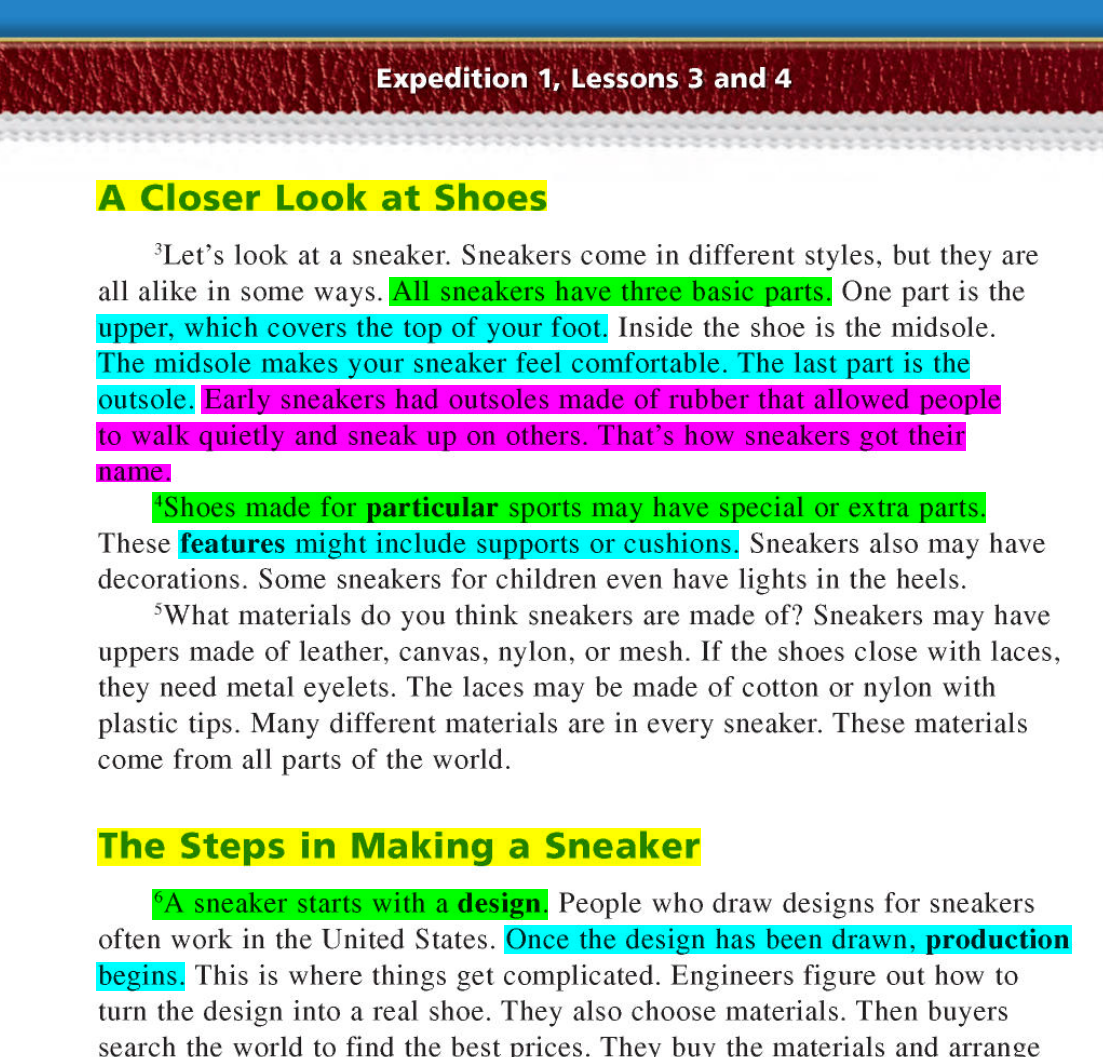 Expedition 1, Lessons 3 and 4
A Closer Look at Shoes
³Let’s look at a sneaker. Sneakers come in different styles, but they are
all alike in some ways. All sneakers have three basic parts. One part is the
upper, which covers the top of your foot. Inside the shoe is the midsole.
The midsole makes your sneaker feel comfortable. The last part is the
outsole. Early sneakers had outsoles made of rubber that allowed people
to walk quietly and sneak up on others. That’s how sneakers got their
name.
⁴Shoes made for particular sports may have special or extra parts.
These features might include supports or cushions. Sneakers also may have
decorations. Some sneakers for children even have lights in the heels.
⁵What materials do you think sneakers are made of? Sneakers may have
uppers made of leather, canvas, nylon, or mesh. If the shoes close with laces,
they need metal eyelets. The laces may be made of cotton or nylon with
plastic tips. Many different materials are in every sneaker. These materials
come from all parts of the world.
The Steps in Making a Sneaker
⁶A sneaker starts with a design. People who draw designs for sneakers
often work in the United States. Once the design has been drawn, production
begins. This is where things get complicated. Engineers figure out how to
turn the design into a real shoe. They also choose materials. Then buyers
search the world to find the best prices. They buy the materials and arrange